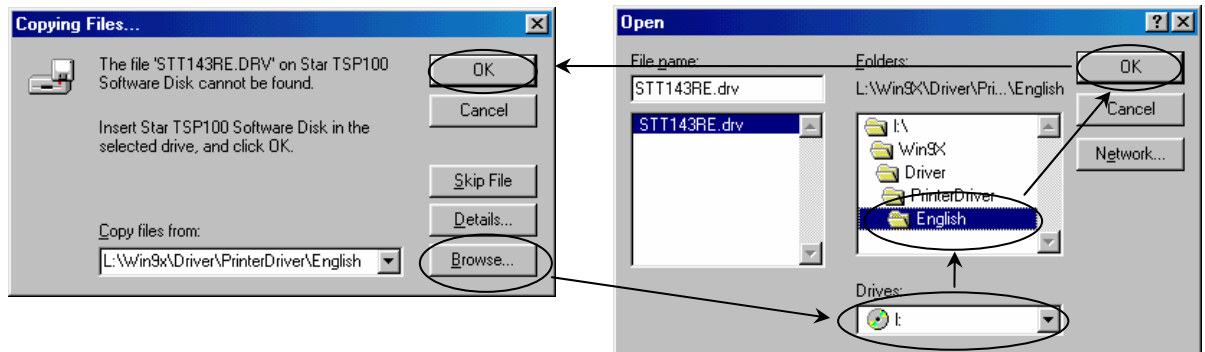 Copying Files...
The file 'STT143RE.DRV' on Star TSP100
Software Disk cannot be found.
Insert Star TSP100 Software Disk in the
selected drive, and click OK.
OK
Cancel
Skip File
Details...
Browse...
Copy files from:
L:\Win9x\Driver\PrinterDriver\English
Open
File name:
STT143RE.drv
STT143RE.drv
Folders:
L:\Win9X\Driver\Pri...\English
I:\
Win9X
Driver
PrinterDriver
English
Drives:
I:
OK
Cancel
Network...